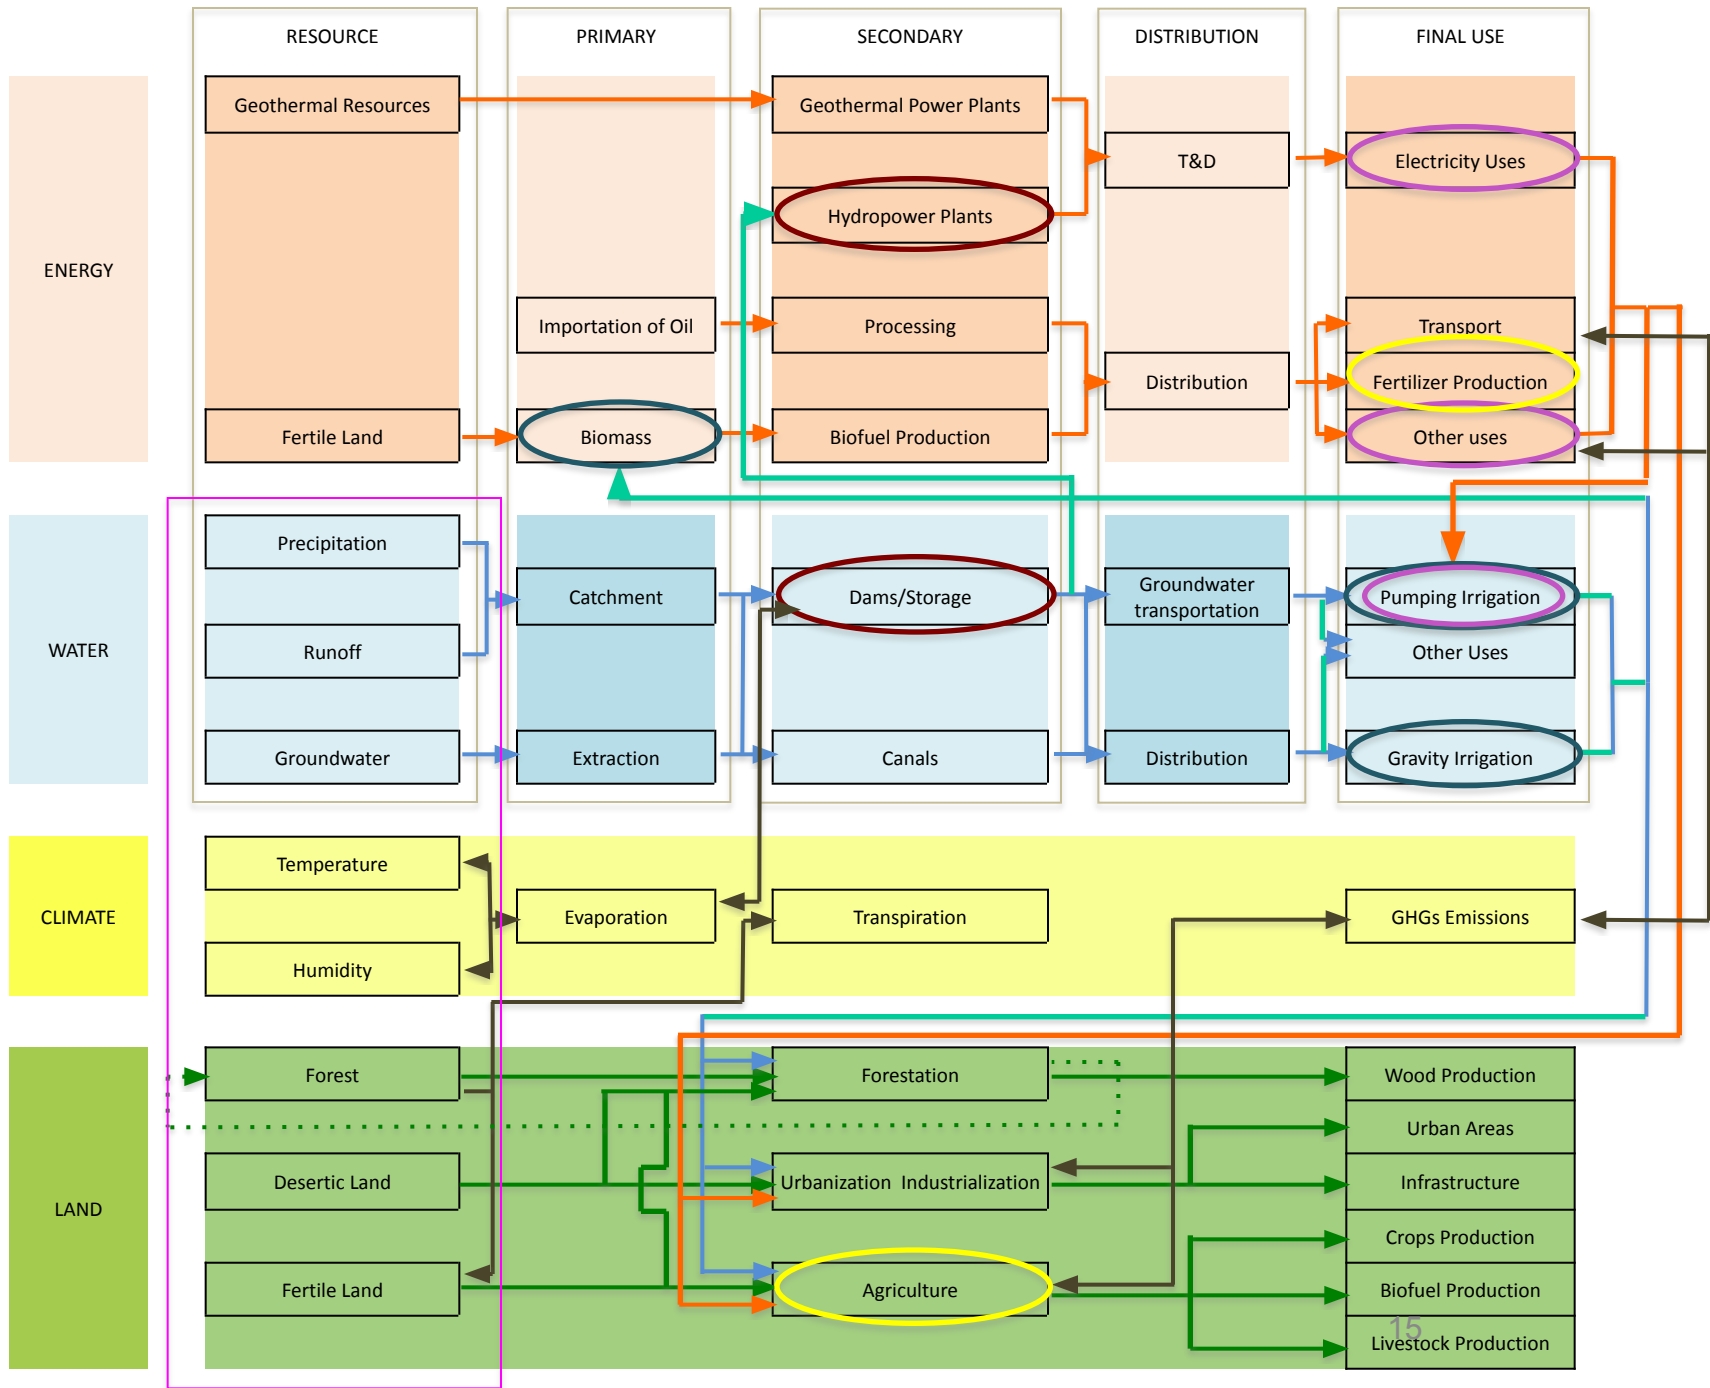 RESOURCE
PRIMARY
SECONDARY
DISTRIBUTION
FINAL USE
ENERGY
Geothermal Resources
Geothermal Power Plants
T&D
Electricity Uses
Hydropower Plants
Importation of Oil
Processing
Transport
Distribution
Fertilizer Production
Fertile Land
Biomass
Biofuel Production
Other uses
WATER
Precipitation
Catchment
Dams/Storage
Groundwater
transportation
Pumping Irrigation
Runoff
Other Uses
Groundwater
Extraction
Canals
Distribution
Gravity Irrigation
CLIMATE
Temperature
Evaporation
Transpiration
GHGs Emissions
Humidity
LAND
Forest
Forestation
Wood Production
Urban Areas
Desertic Land
Urbanization Industrialization
Infrastructure
Crops Production
Fertile Land
Agriculture
Biofuel Production
15
Livestock Production